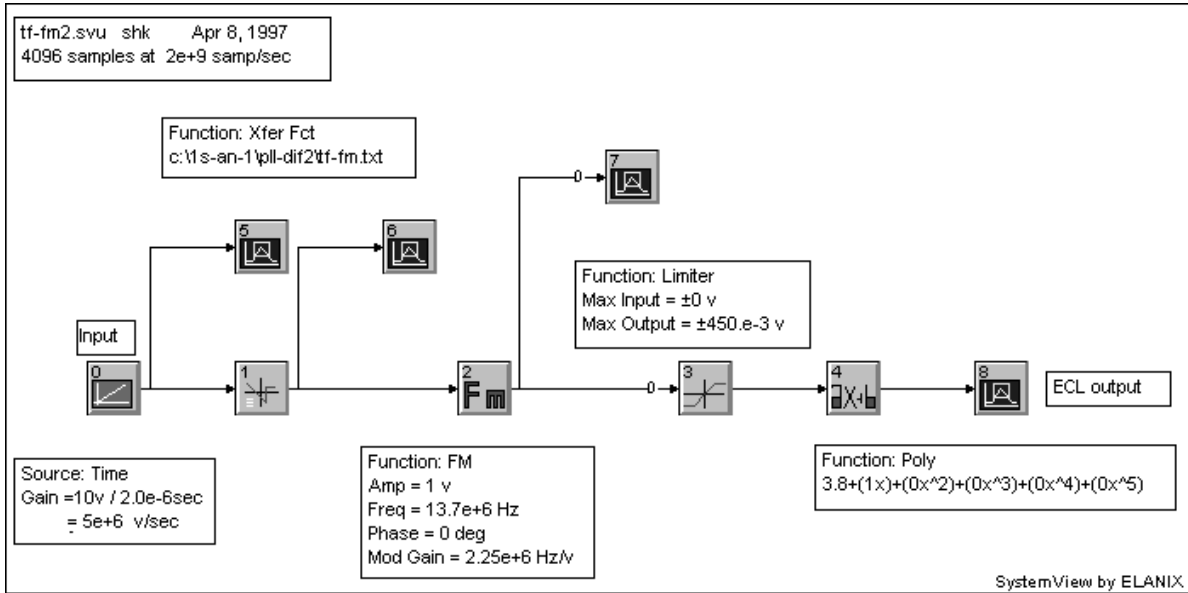 tf-fm2.svu shk Apr 8, 1997
4096 samples at 2e+9 samp/sec
Function: Xfer Fct
c:\1s-an-1\pll-dif2\tf-fm.txt
7
0
5
6
Function: Limiter
Max Input = ±0 v
Max Output = ±450.e-3 v
Input
0
1
2
Fm
0
3
4
8
ECL output
Source: Time
Gain =10v / 2.0e-6sec
= 5e+6 v/sec
Function: FM
Amp = 1 v
Freq = 13.7e+6 Hz
Phase = 0 deg
Mod Gain = 2.25e+6 Hz/v
Function: Poly
3.8+(1x)+(0x^2)+(0x^3)+(0x^4)+(0x^5)
SystemView by ELANIX